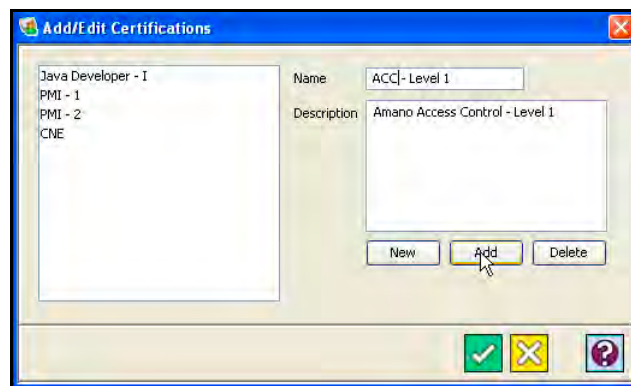 Add/Edit Certifications
Java Developer - I
PMI - 1
PMI - 2
CNE
Name
ACC - Level 1
Description
Amano Access Control - Level 1
New
Add
Delete